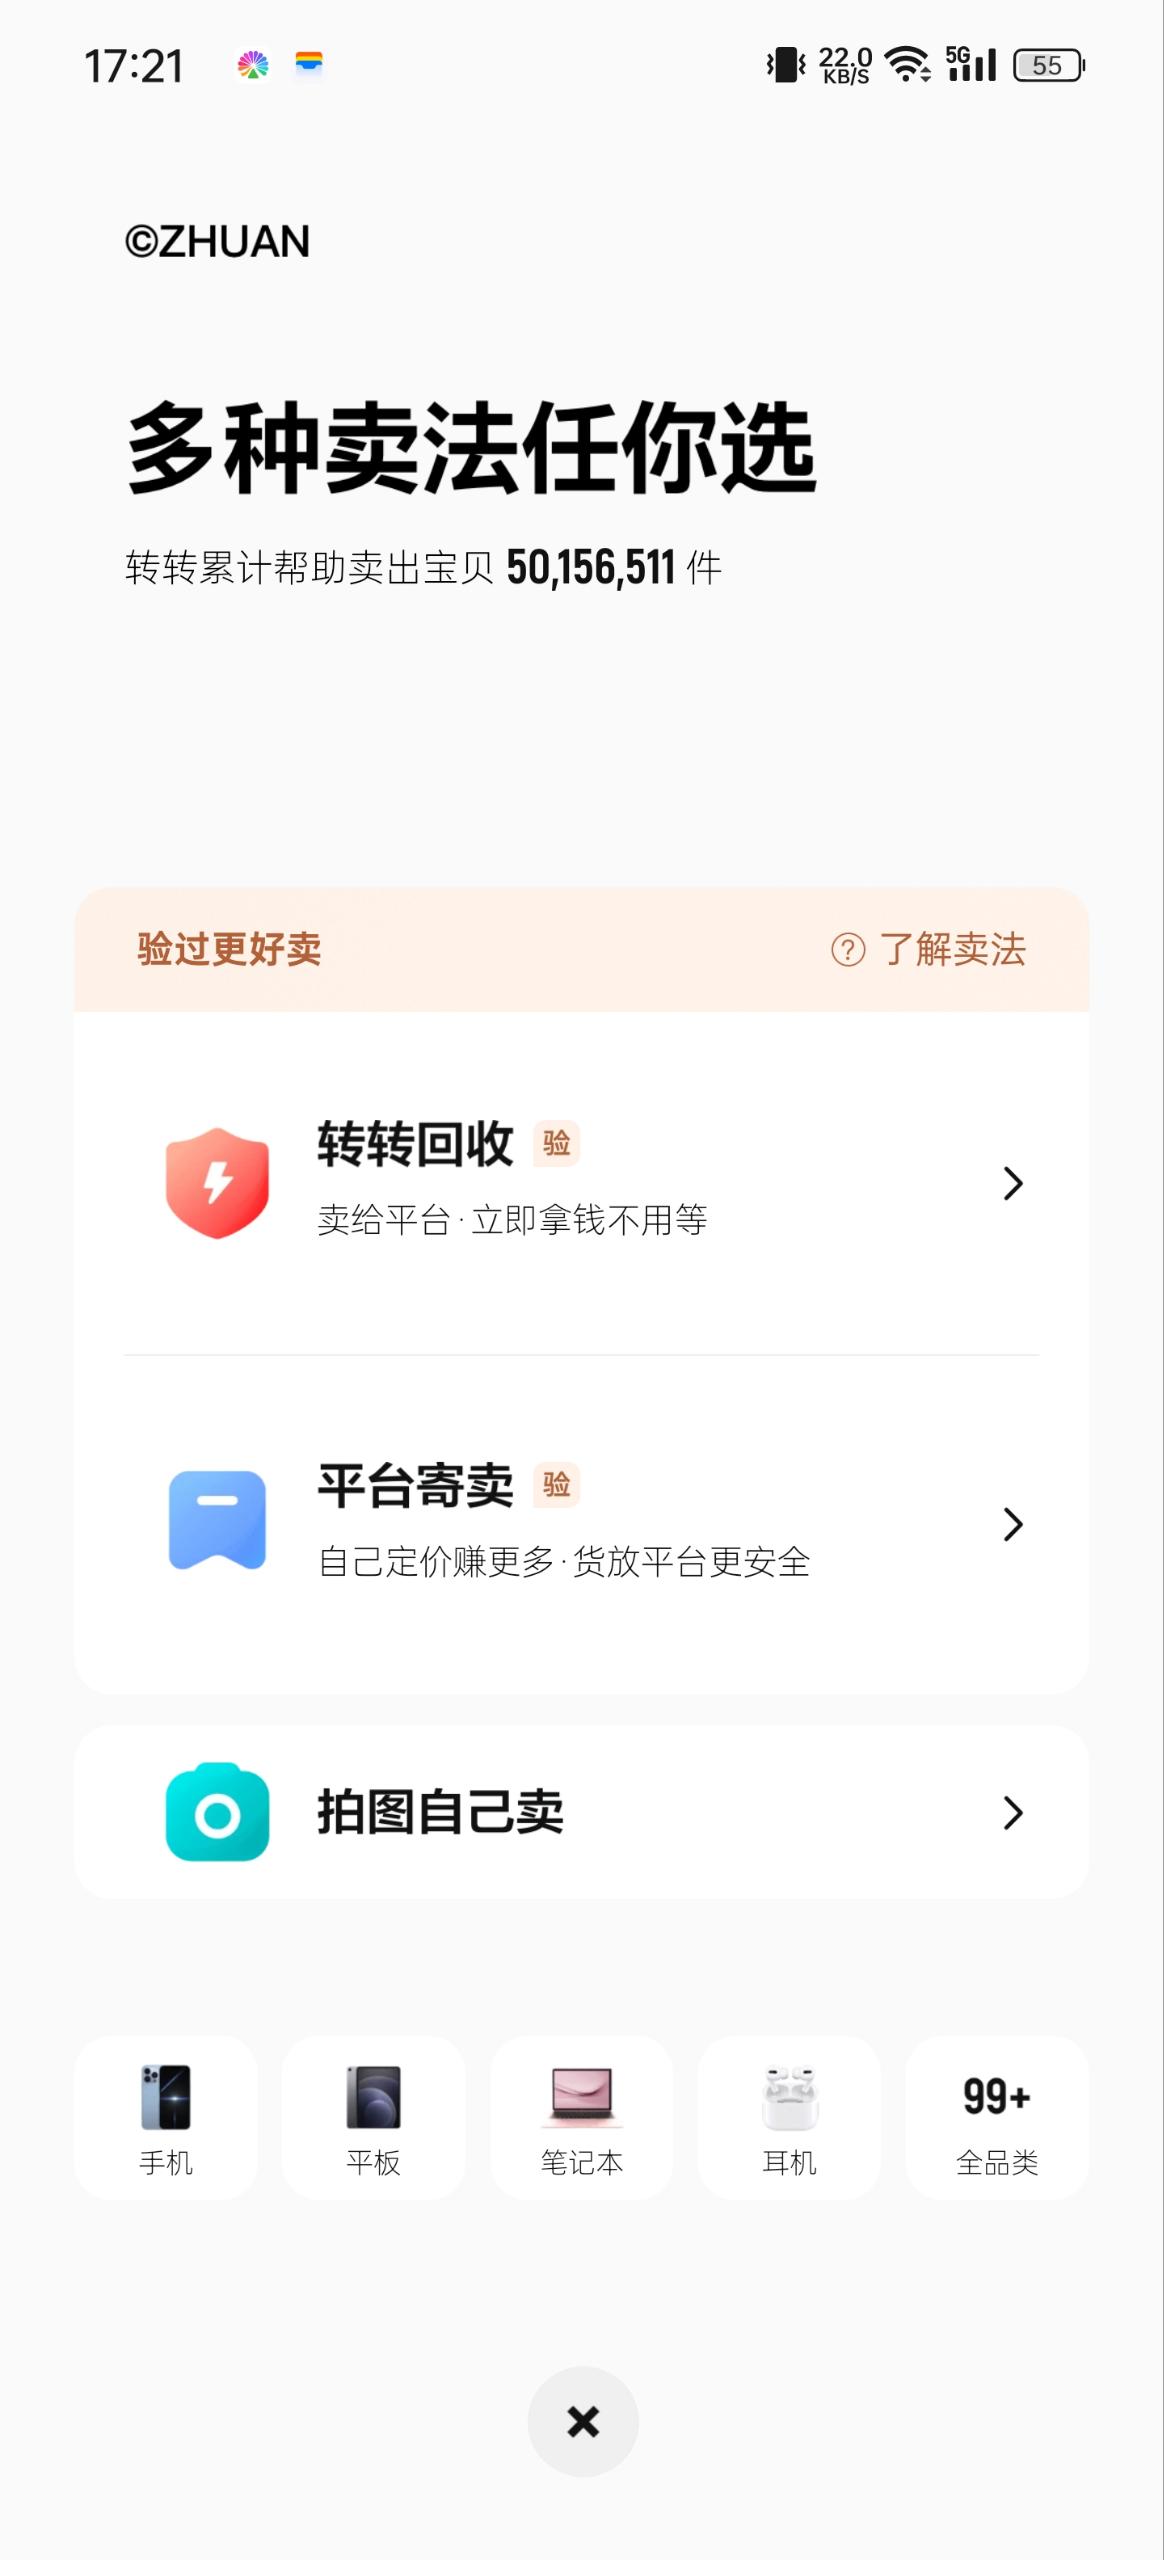 17:21
22.0 KB/S
5G
55
©ZHUAN
多种卖法任你选
转转累计帮助卖出宝贝 50,156,511 件
验过更好卖
? 了解卖法
转转回收 验
卖给平台·立即拿钱不用等
平台寄卖 验
自己定价赚更多·货放平台更安全
拍图自己卖
99+
手机 平板 笔记本 耳机 全品类